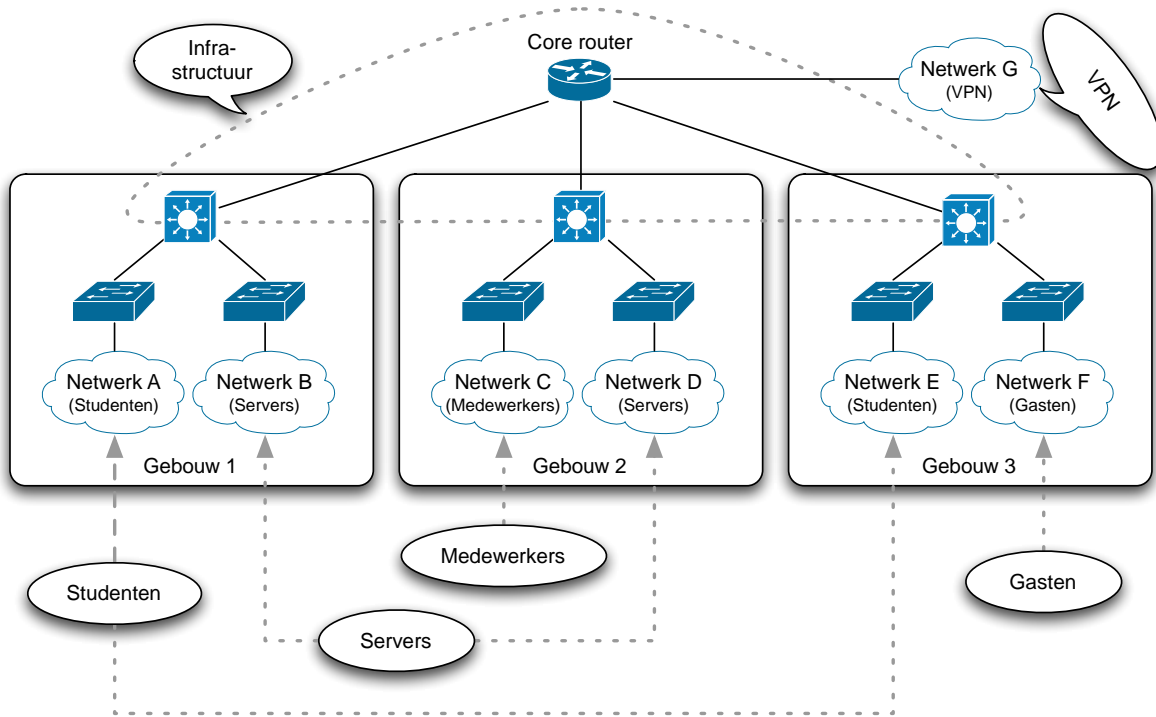 Infra-
structuur
Core router
Netwerk G
(VPN)
VPN
Netwerk A
(Studenten)
Netwerk B
(Servers)
Netwerk C
(Medewerkers)
Netwerk D
(Servers)
Netwerk E
(Studenten)
Netwerk F
(Gasten)
Gebouw 1
Gebouw 2
Gebouw 3
Medewerkers
Studenten
Gasten
Servers